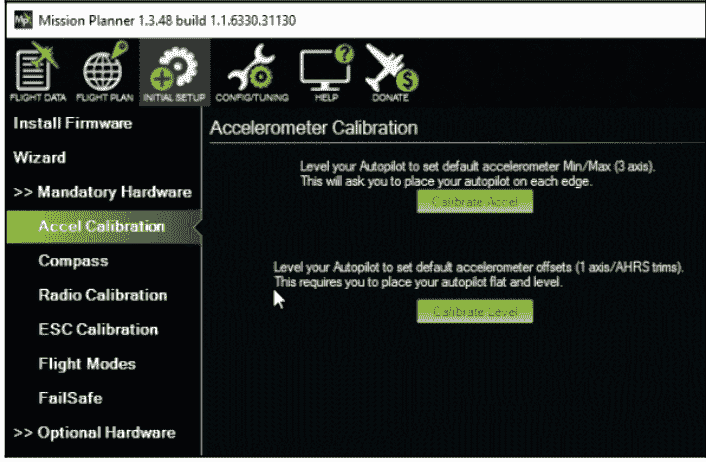 Mission Planner 1.3.48 build 1.1.6330.31130
FLIGHT DATA FLIGHT PLAN INITIAL SETUP CONFIG/TUNING HELP DONATE
Install Firmware
Wizard
>> Mandatory Hardware
Accel Calibration
Compass
Radio Calibration
ESC Calibration
Flight Modes
FailSafe
>> Optional Hardware
Accelerometer Calibration
Level your Autopilot to set default accelerometer Min/Max (3 axis).
This will ask you to place your autopilot on each edge.
Calibrate Accel
Level your Autopilot to set default accelerometer offsets (1 axis/AHRS trims).
This requires you to place your autopilot flat and level.
Calibrate Level